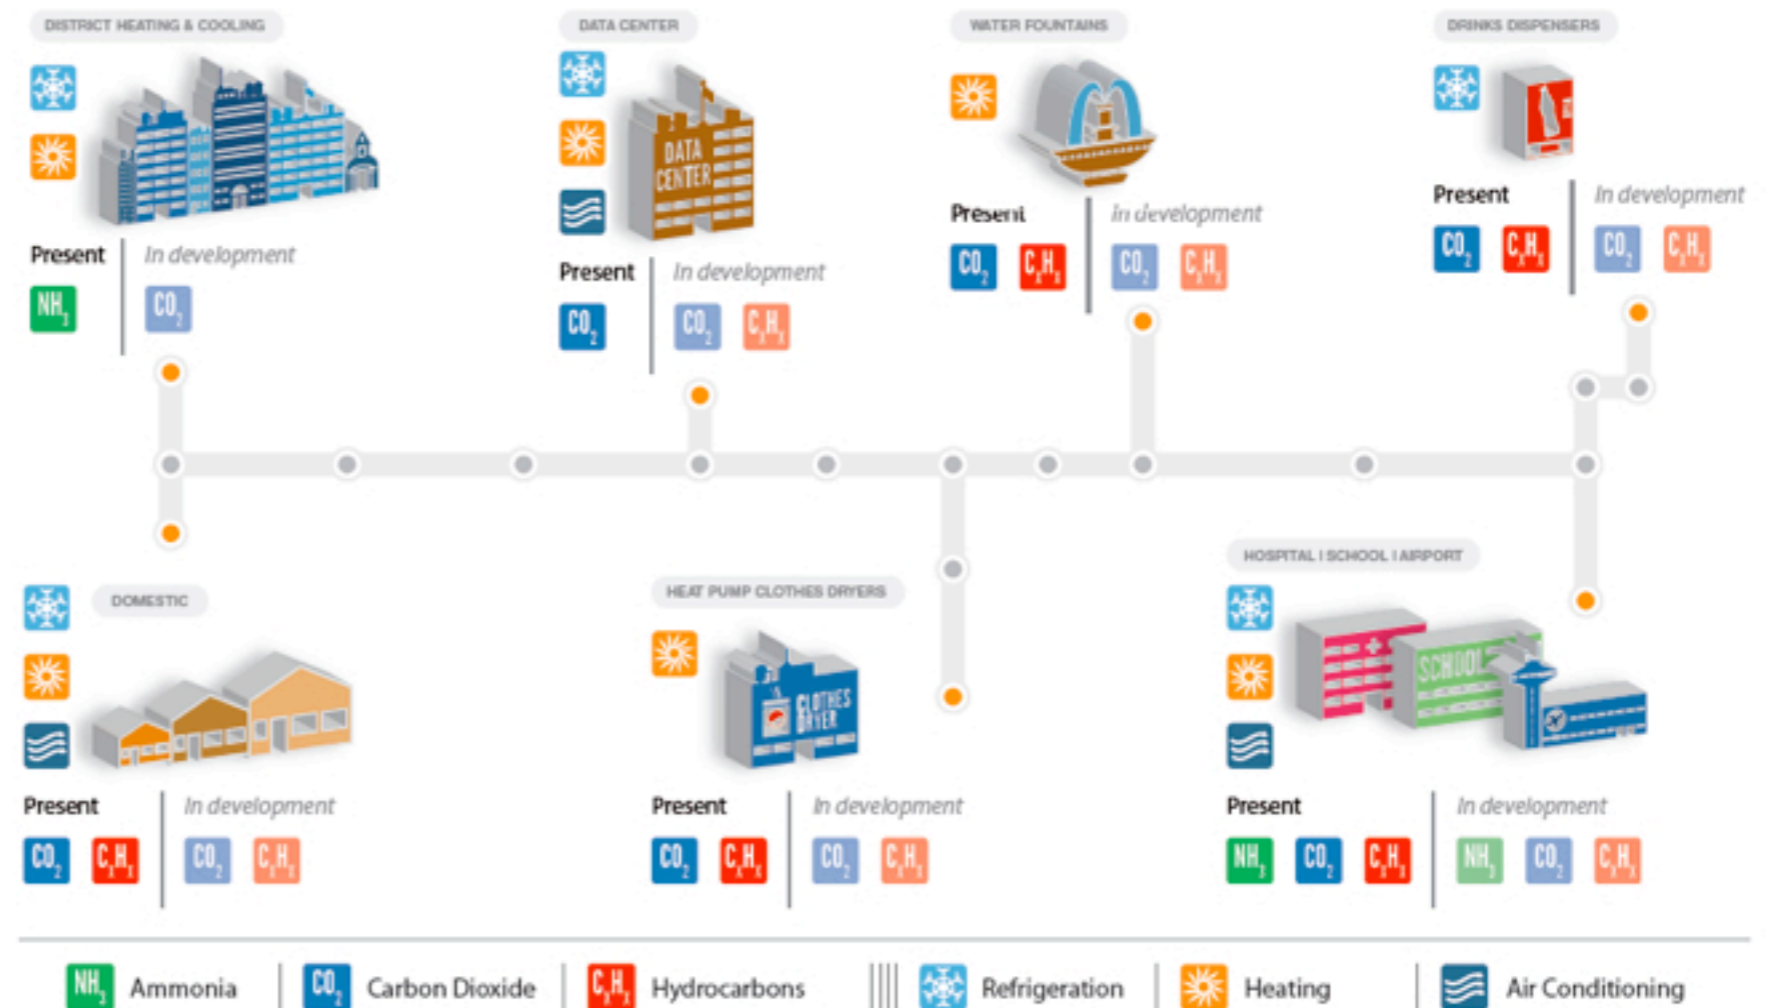 DISTRICT HEATING & COOLING
Present
In development
NH3
CO2
DATA CENTER
DATA
CENTER
Present
In development
CO2
CO2
CxHx
WATER FOUNTAINS
Present
In development
CO2
CxHx
CO2
CxHx
DRINKS DISPENSERS
Present
In development
CO2
CxHx
CO2
CxHx
DOMESTIC
Present
In development
CO2
CxHx
CO2
CxHx
HEAT PUMP CLOTHES DRYERS
CLOTHES
DRYER
Present
In development
CO2
CxHx
CO2
CxHx
HOSPITAL | SCHOOL | AIRPORT
SCHOOL
Present
In development
NH3
CO2
CxHx
NH3
CO2
CxHx
NH3 Ammonia
CO2 Carbon Dioxide
CxHx Hydrocarbons
Refrigeration
Heating
Air Conditioning